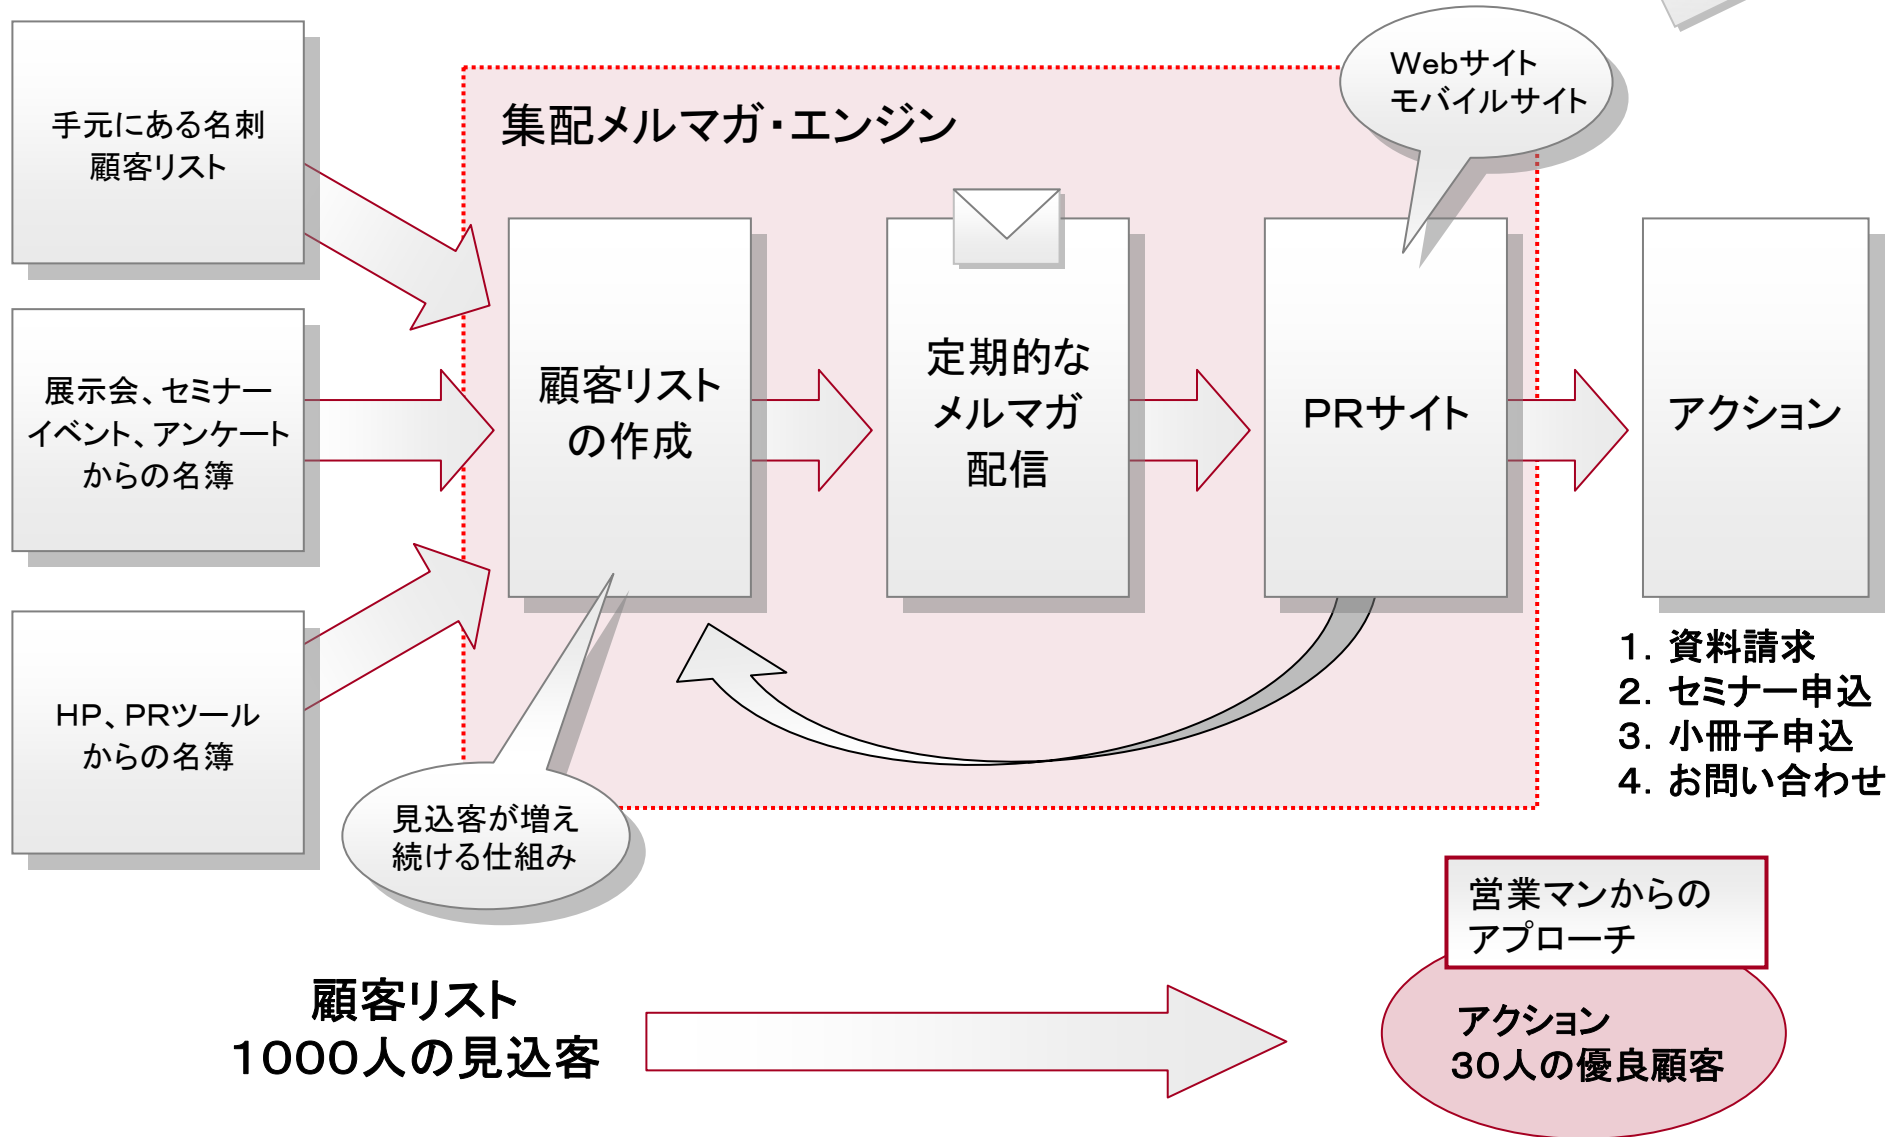 手元にある名刺
顧客リスト
展示会、セミナー
イベント、アンケート
からの名簿
HP、PRツール
からの名簿
集配メルマガ・エンジン
Webサイト
モバイルサイト
顧客リスト
の作成
定期的な
メルマガ
配信
PRサイト
アクション
見込客が増え
続ける仕組み
1. 資料請求
2. セミナー申込
3. 小冊子申込
4. お問い合わせ
営業マンからの
アプローチ
顧客リスト
1000人の見込客
アクション
30人の優良顧客